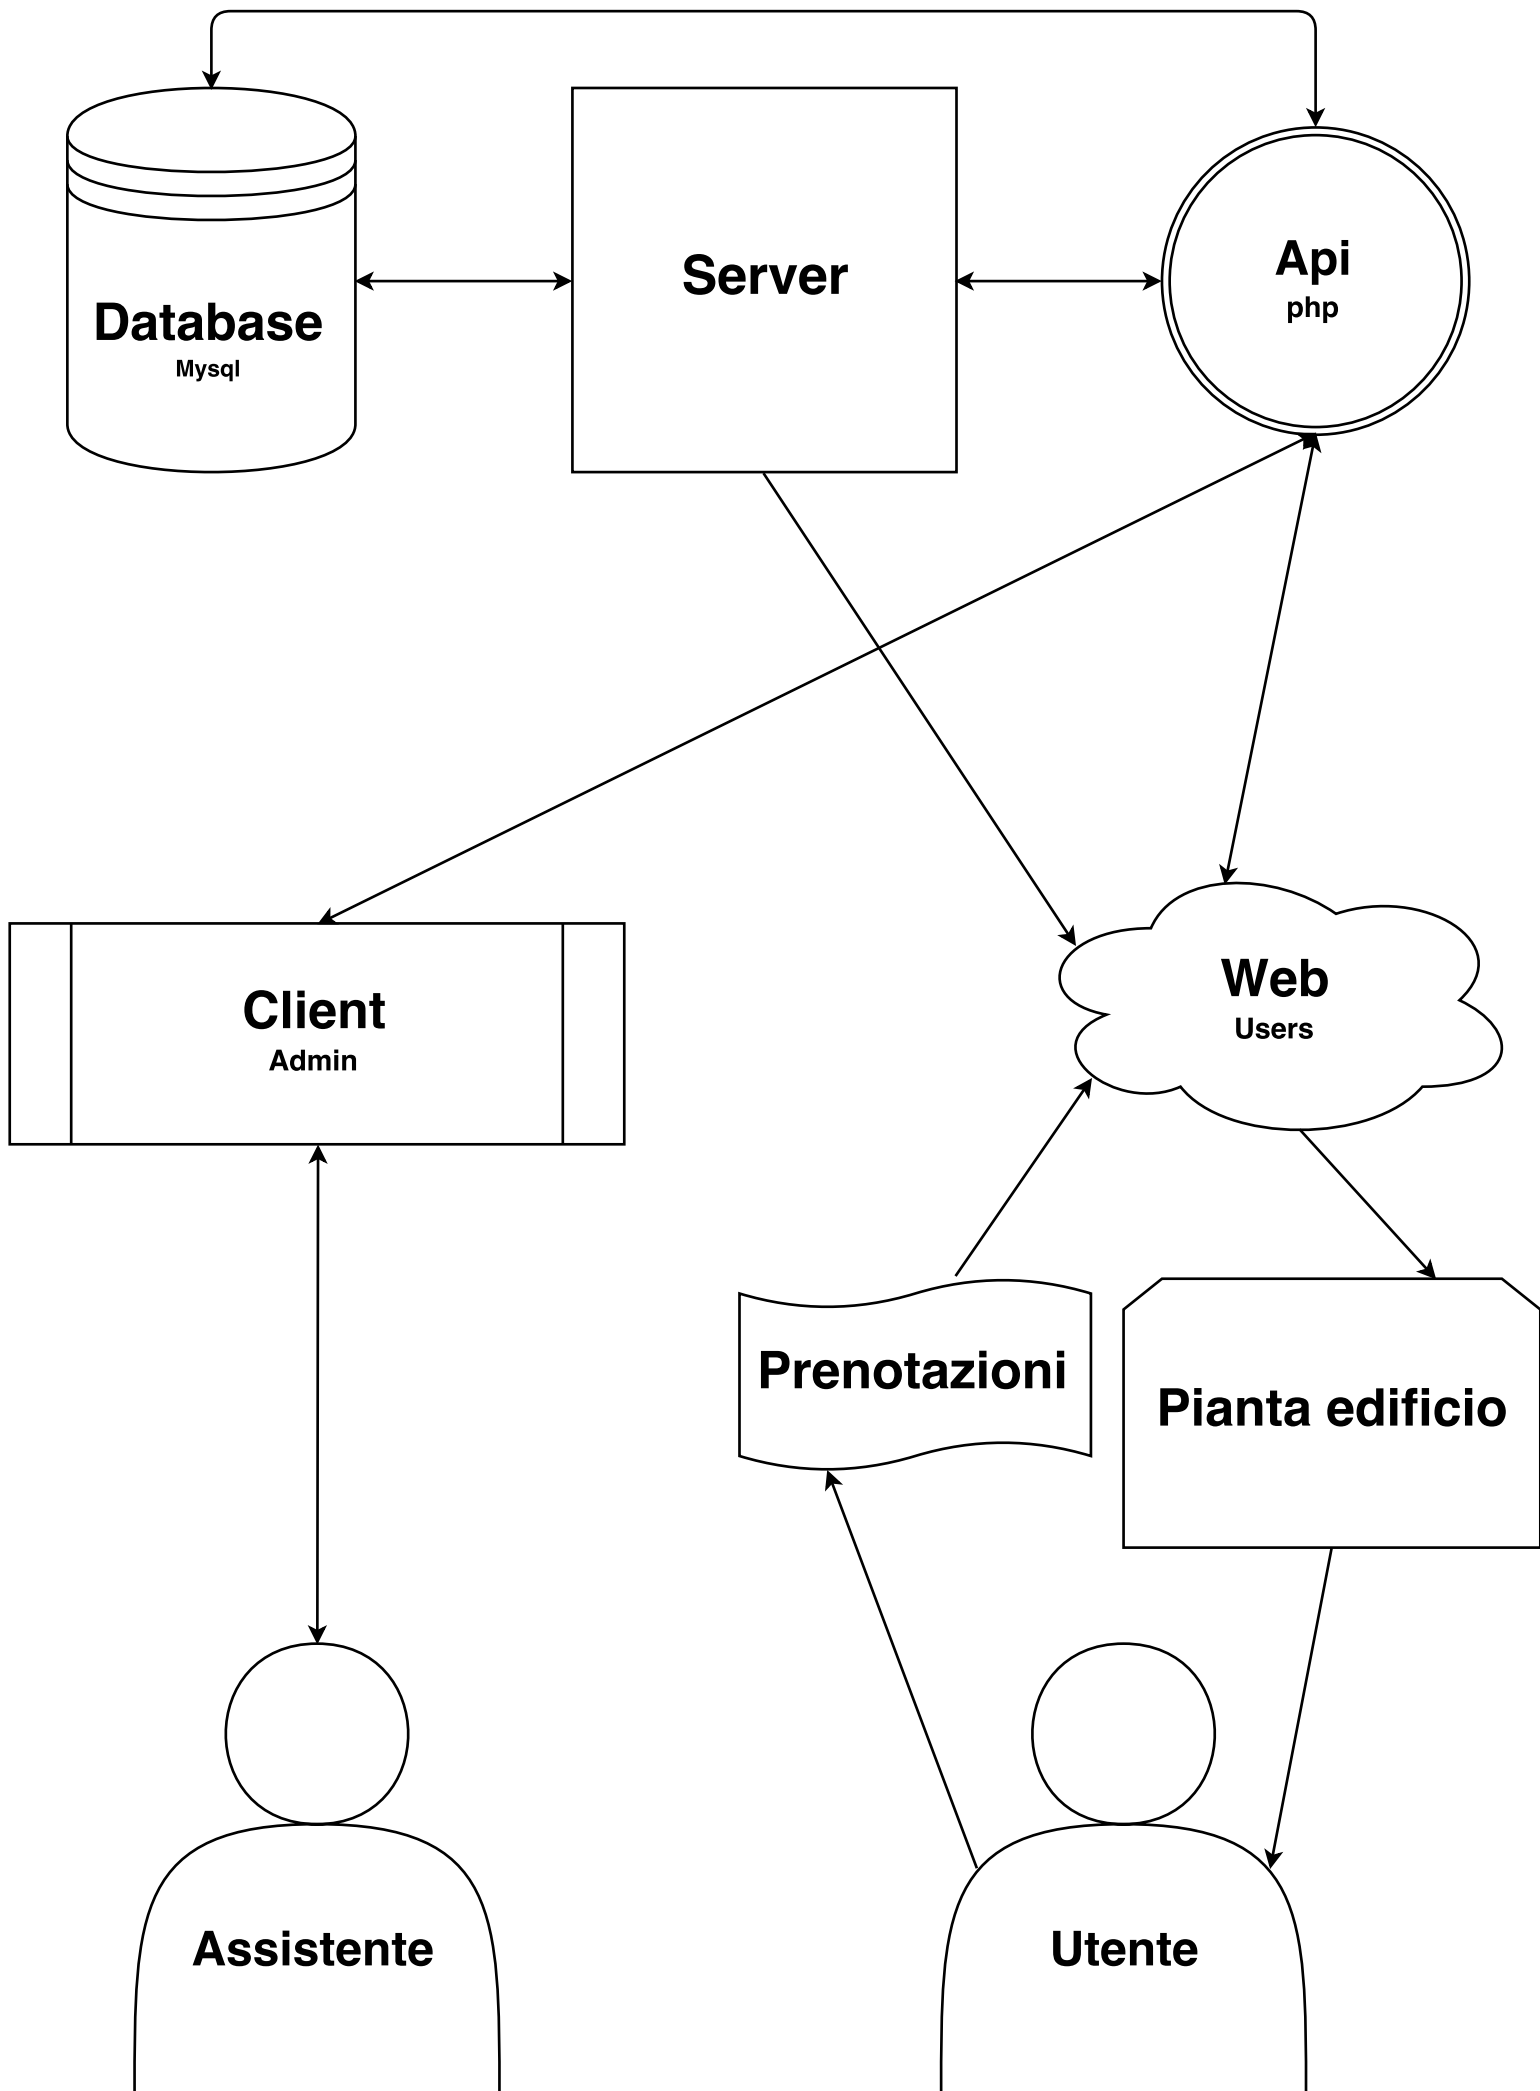 Database
Mysql
Server
Api
php
Client
Admin
Web
Users
Prenotazioni
Pianta edificio
Assistente
Utente